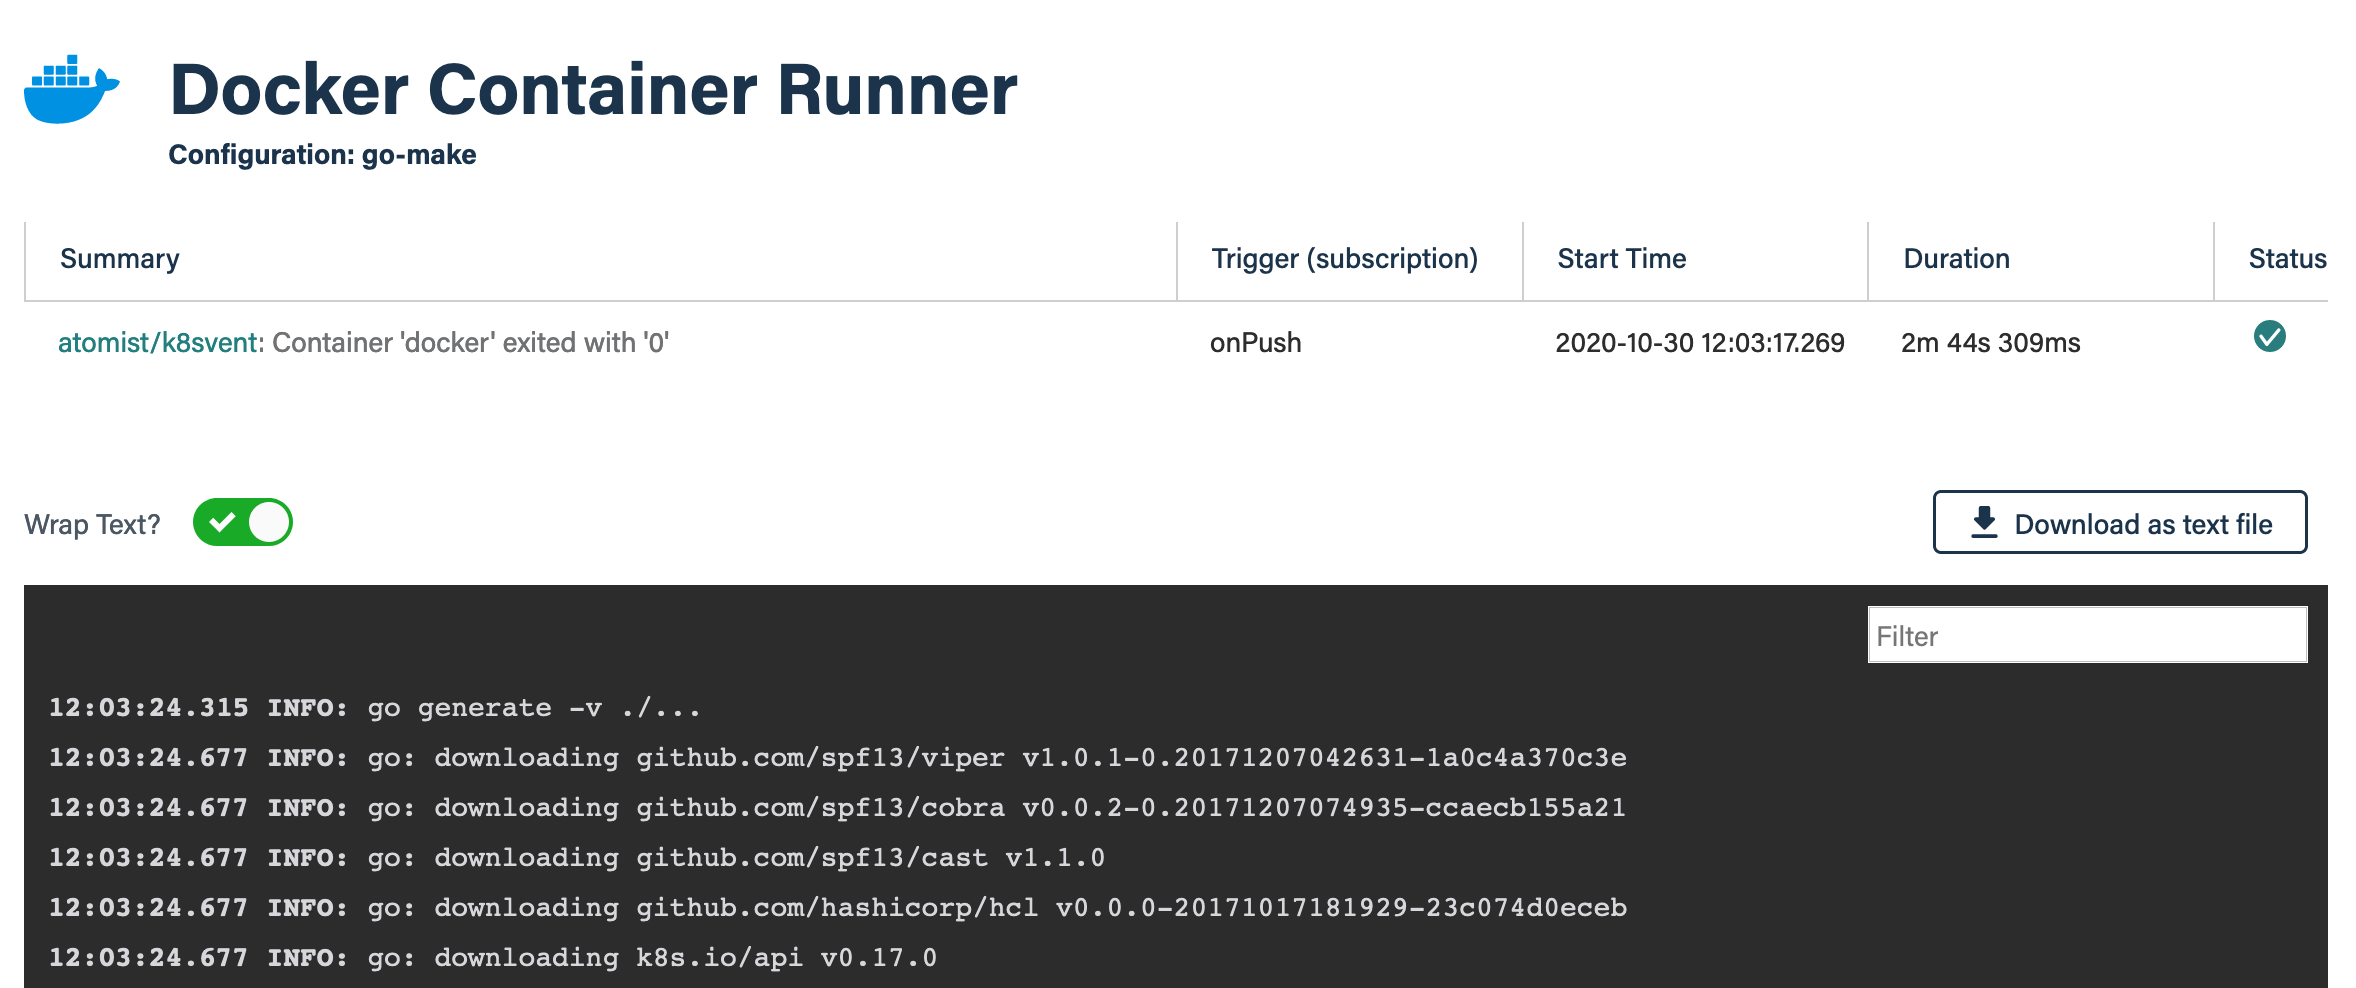 Docker Container Runner
Configuration: go-make
Summary Trigger (subscription) Start Time Duration Status
atomist/k8svent: Container 'docker' exited with '0' onPush 2020-10-30 12:03:17.269 2m 44s 309ms
Wrap Text? Download as text file
Filter
12:03:24.315 INFO: go generate -v ./...
12:03:24.677 INFO: go: downloading github.com/spf13/viper v1.0.1-0.20171207042631-1a0c4a370c3e
12:03:24.677 INFO: go: downloading github.com/spf13/cobra v0.0.2-0.20171207074935-ccaecb155a21
12:03:24.677 INFO: go: downloading github.com/spf13/cast v1.1.0
12:03:24.677 INFO: go: downloading github.com/hashicorp/hcl v0.0.0-20171017181929-23c074d0eceb
12:03:24.677 INFO: go: downloading k8s.io/api v0.17.0